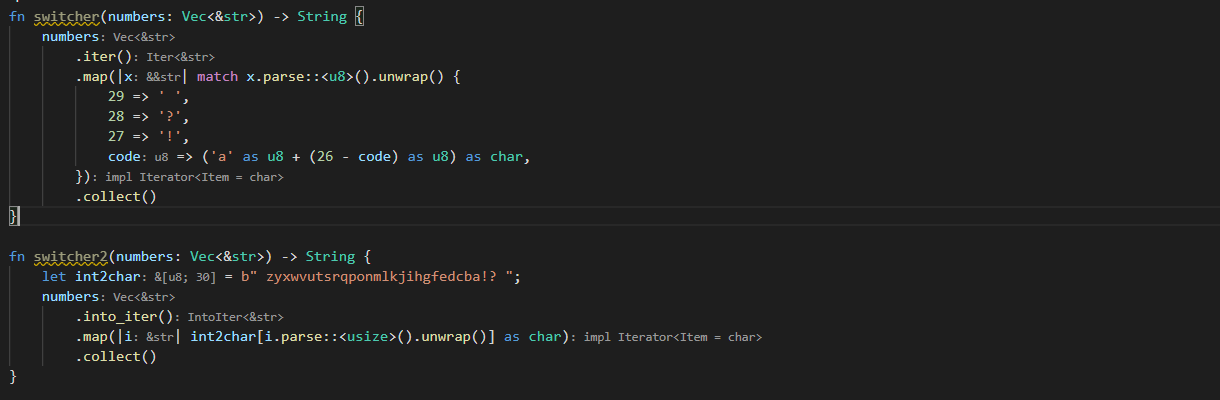 fn switcher(numbers: Vec<&str>) -> String {
    numbers: Vec<&str>
        .iter(): Iter<&str>
        .map(|x: &&str| match x.parse::<u8>().unwrap() {
            29 => ' ',
            28 => '?',
            27 => '!',
            code: u8 => ('a' as u8 + (26 - code) as u8) as char,
        }): impl Iterator<Item = char>
        .collect()
}
fn switcher2(numbers: Vec<&str>) -> String {
    let int2char: &[u8; 30] = b" zyxwvutsrqponmlkjihgfedcba!? ";
    numbers: Vec<&str>
        .into_iter(): IntoIter<&str>
        .map(|i: &str| int2char[i.parse::<usize>().unwrap()] as char): impl Iterator<Item = char>
        .collect()
}